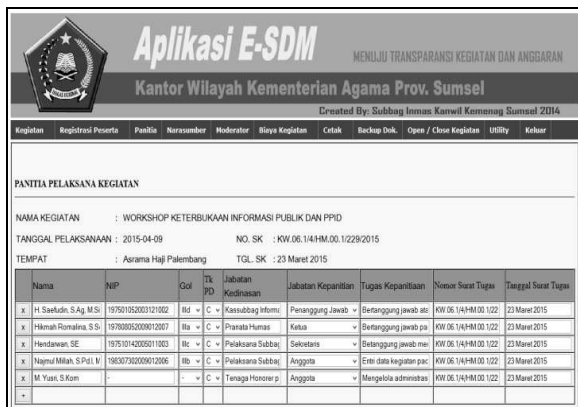 Aplikasi E-SDM
MENUJU TRANSPARANSI KEGIATAN DAN ANGGARAN
Kantor Wilayah Kementerian Agama Prov. Sumsel
Created By: Subbag Inmas Kanwil Kemenag Sumsel 2014
Kegiatan Registrasi Peserta Panitia Narasumber Moderator Biaya Kegiatan Cetak Backup Dok. Open / Close Kegiatan Utility Keluar
PANITIA PELAKSANA KEGIATAN
NAMA KEGIATAN : WORKSHOP KETERBUKAAN INFORMASI PUBLIK DAN PPID
TANGGAL PELAKSANAAN : 2015-04-09 NO. SK : KW.06.1/4/HM.00.1/229/2015
TEMPAT : Asrama Haji Palembang TGL. SK : 23 Maret 2015
Nama NIP Gol Tk PD Jabatan Kedinasan Jabatan Kepanitian Tugas Kepanitiaan Nomor Surat Tugas Tanggal Surat Tugas
x H. Saefudin, S.Ag, M.Si 197501052003121002 IIId C Kassubbag Informa Penanggung Jawab Bertanggung jawab ata KW.06.1/4/HM.00.1/22 23 Maret 2015
x Hikmah Romalina, S.S 197808052009012007 IIIa C Pranata Humas Ketua Bertanggung jawab pa KW.06.1/4/HM.00.1/22 23 Maret 2015
x Hendarwan, SE 197510142005011003 IIIc C Pelaksana Subbag Sekretaris Betanggung jawab mer KW.06.1/4/HM.00.1/22 23 Maret 2015
x Najmul Millah, S.Pd.I, M 198307302009012006 IIIb C Pelaksana Subbag Anggota Entri data kegiatan pac KW.06.1/4/HM.00.1/22 23 Maret 2015
x M. Yusri, S.Kom - - C Tenaga Honorer p Anggota Mengelola administras KW.06.1/4/HM.00.1/22 23 Maret 2015
+